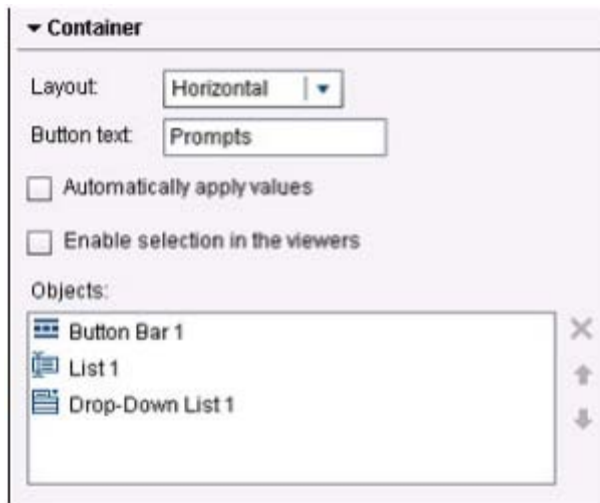 Container
Layout: Horizontal
Button text: Prompts
Automatically apply values
Enable selection in the viewers
Objects:
Button Bar 1
List 1
Drop-Down List 1